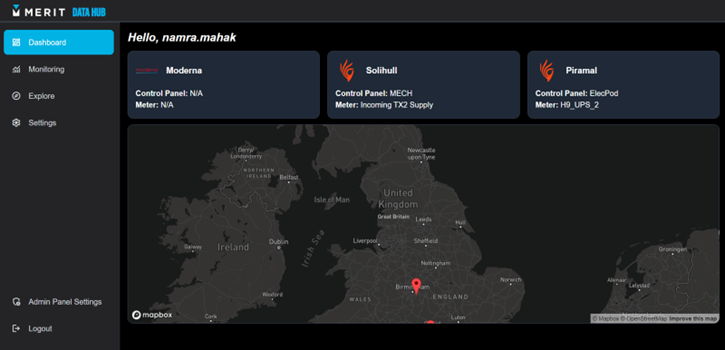 MERIT DATA HUB
Dashboard
Monitoring
Explore
Settings
Admin Panel Settings
Logout
Hello, namra.mahak
Moderna
Control Panel: N/A
Meter: N/A
Solihull
Control Panel: MECH
Meter: Incoming TX2 Supply
Piramal
Control Panel: ElecPod
Meter: H9_UPS_2
Newcastle
upon Tyne
Derry/
Londonderry
NORTHERN
IRELAND
Belfast
Isle of Man
United
Kingdom
Great Britain
Leeds
Hull
Irish Sea
Galway
Ireland
Dublin
Liverpool
Sheffield
Groningen
Nottingham
Norwich
Alkmaar
Lelystad
Wexford
WALES
Birmingham
ENGLAND
Cork
Luton
mapbox
© Mapbox © OpenStreetMap Improve this map